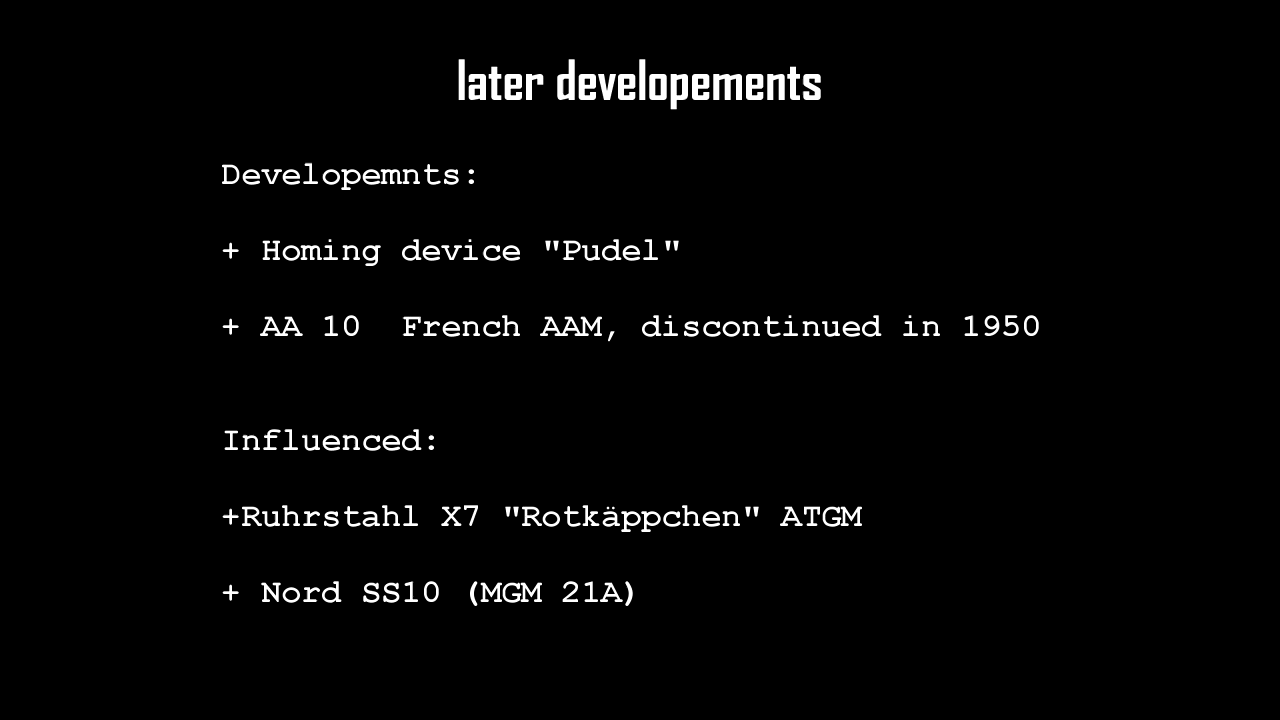 later developements
Developemnts:
+ Homing device "Pudel"
+ AA 10  French AAM, discontinued in 1950
Influenced:
+Ruhrstahl X7 "Rotkäppchen" ATGM
+ Nord SS10 (MGM 21A)